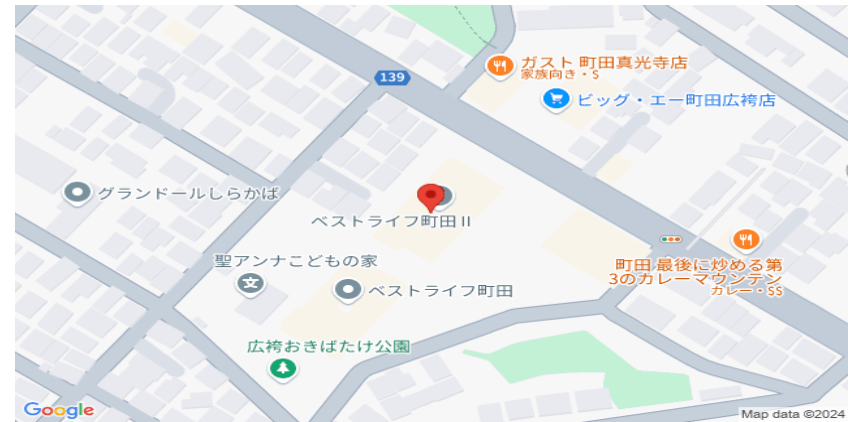 ガスト 町田真光寺店
家族向き・$
139
ビッグ・エー町田広袴店
グランドールしらかば
ベストライフ町田 II
聖アンナこどもの家
文
ベストライフ町田
町田 最後に炒める第
3のカレーマウンテン
カレー・$$
広袴おきばたけ公園
Google
Map data ©2024